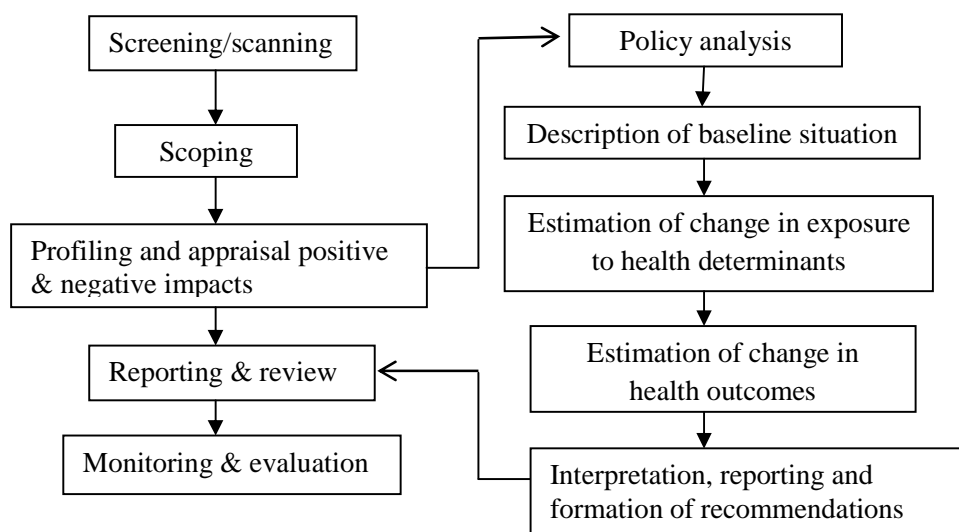 Screening/scanning
Scoping
Profiling and appraisal positive
& negative impacts
Reporting & review
Monitoring & evaluation
Policy analysis
Description of baseline situation
Estimation of change in exposure
to health determinants
Estimation of change in
health outcomes
Interpretation, reporting and
formation of recommendations